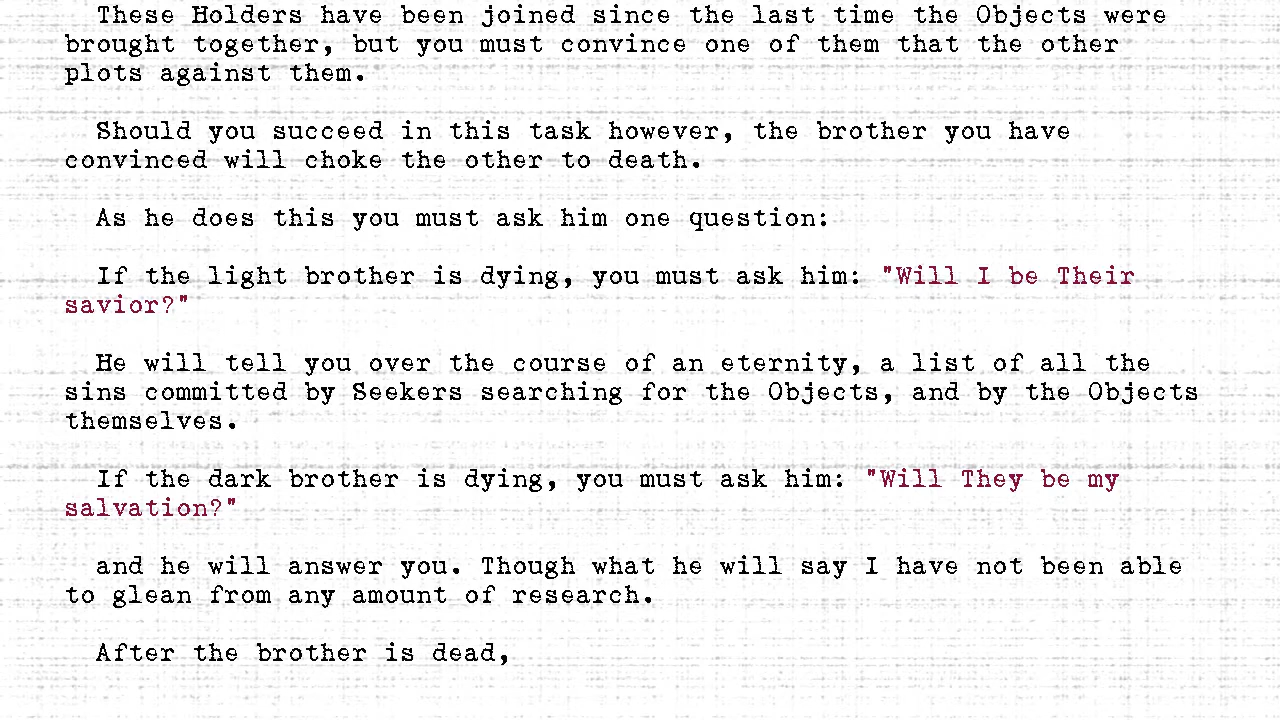 These Holders have been joined since the last time the Objects were
brought together, but you must convince one of them that the other
plots against them.
Should you succeed in this task however, the brother you have
convinced will choke the other to death.
As he does this you must ask him one question:
If the light brother is dying, you must ask him: "Will I be Their
savior?"
He will tell you over the course of an eternity, a list of all the
sins committed by Seekers searching for the Objects, and by the Objects
themselves.
If the dark brother is dying, you must ask him: "Will They be my
salvation?"
and he will answer you. Though what he will say I have not been able
to glean from any amount of research.
After the brother is dead,